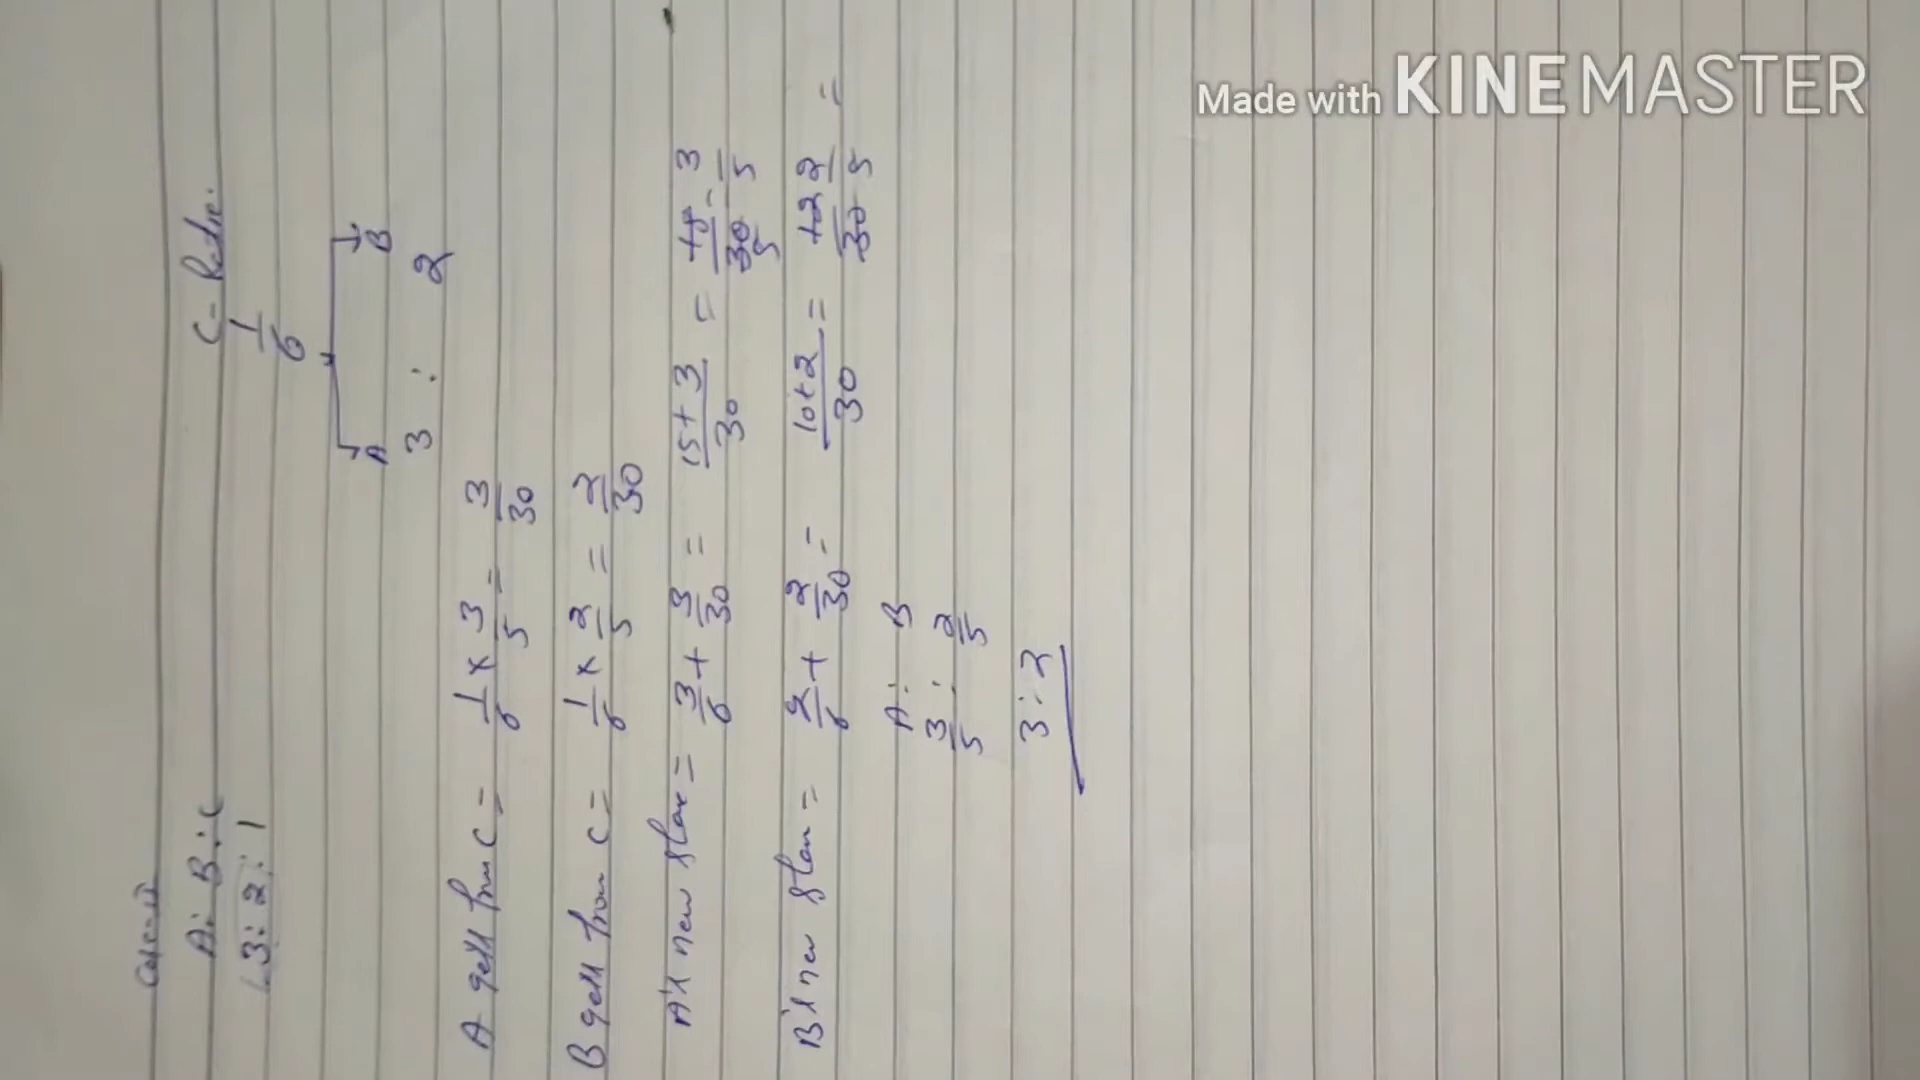 Case-II
A : B : C
3 : 2 : 1
C - Retire.
1/6
A B
3 : 2
A gets from C = 1/6 × 3/5 = 3/30
B gets from C = 1/6 × 2/5 = 2/30
A's new share = 3/6 + 3/30 = 15+3/30 = 18/30 = 3/5
B's new share = 2/6 + 2/30 = 10+2/30 = 12/30 2/5 =
A : B
3/5 : 2/5
3 : 2
Made with KINEMASTER